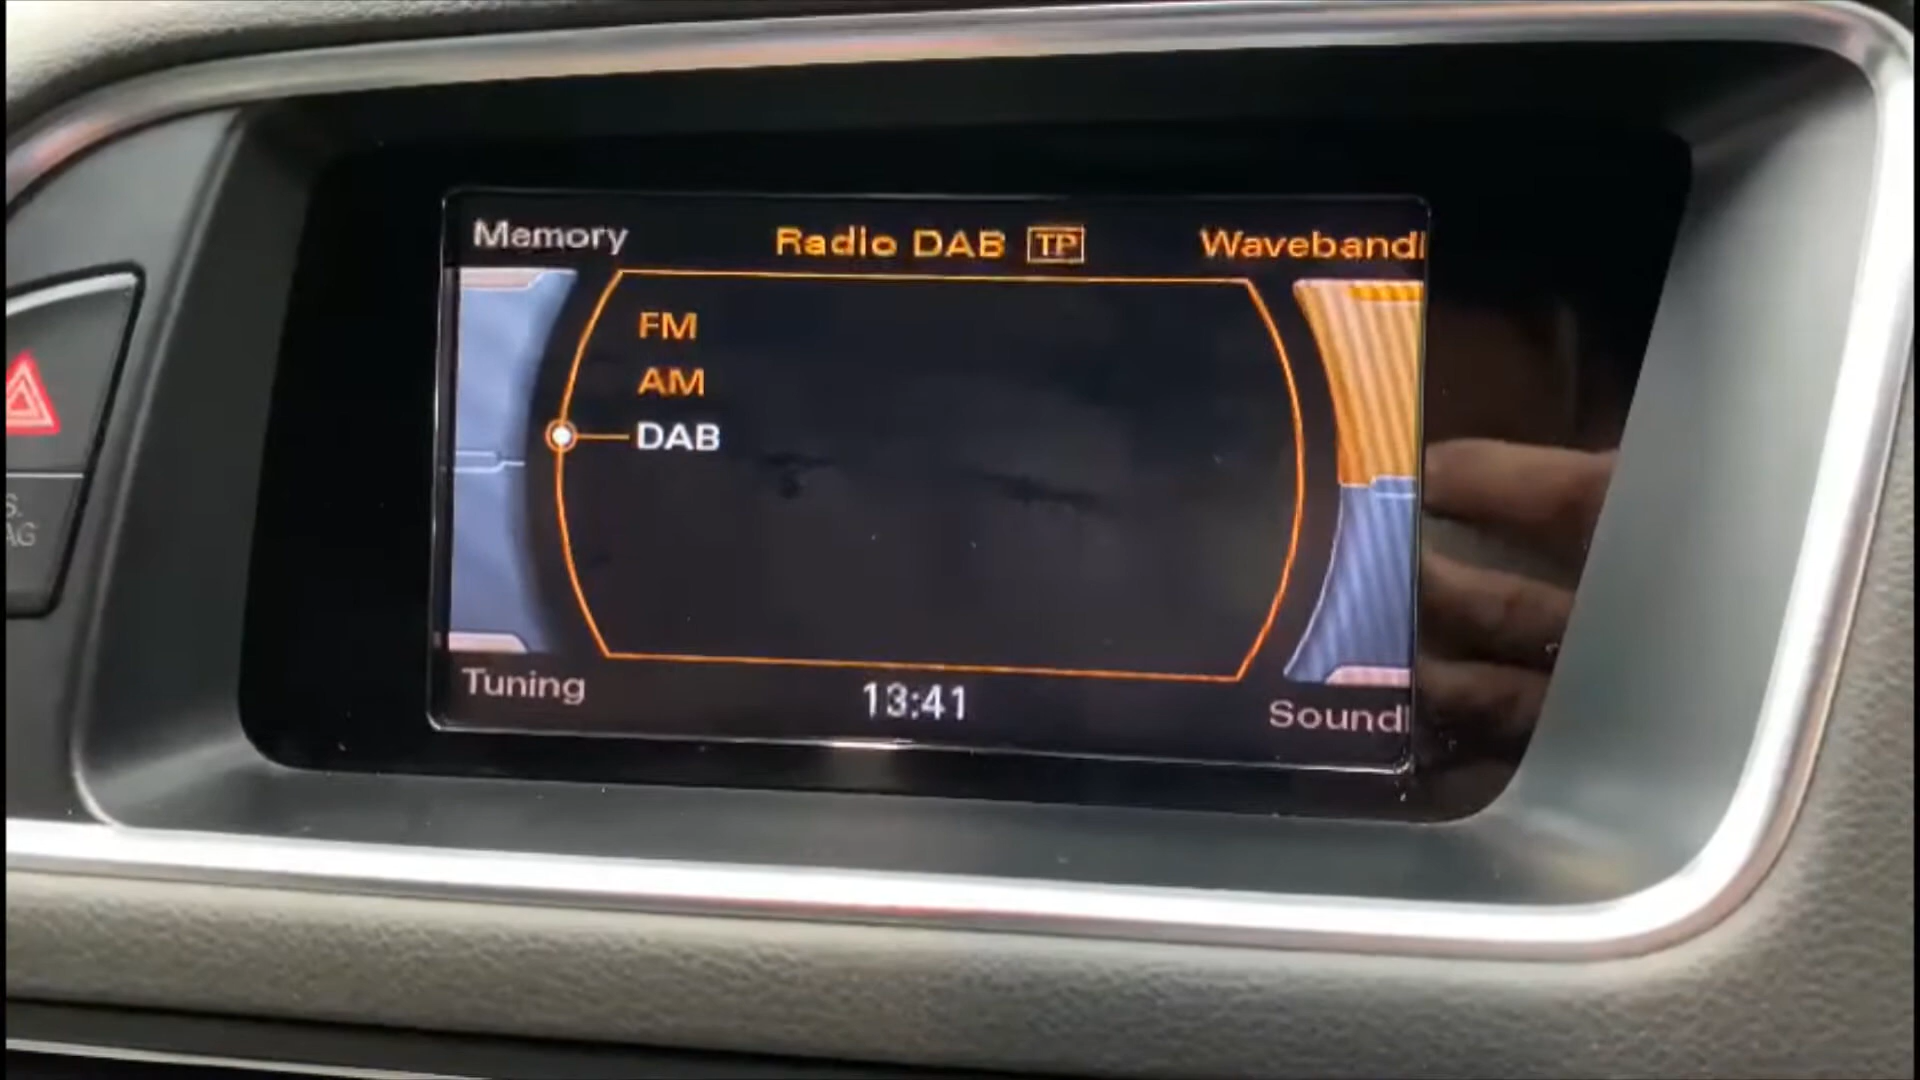 Memory
Radio DAB TP
Waveband
FM
AM
DAB
Tuning
13:41
Sound